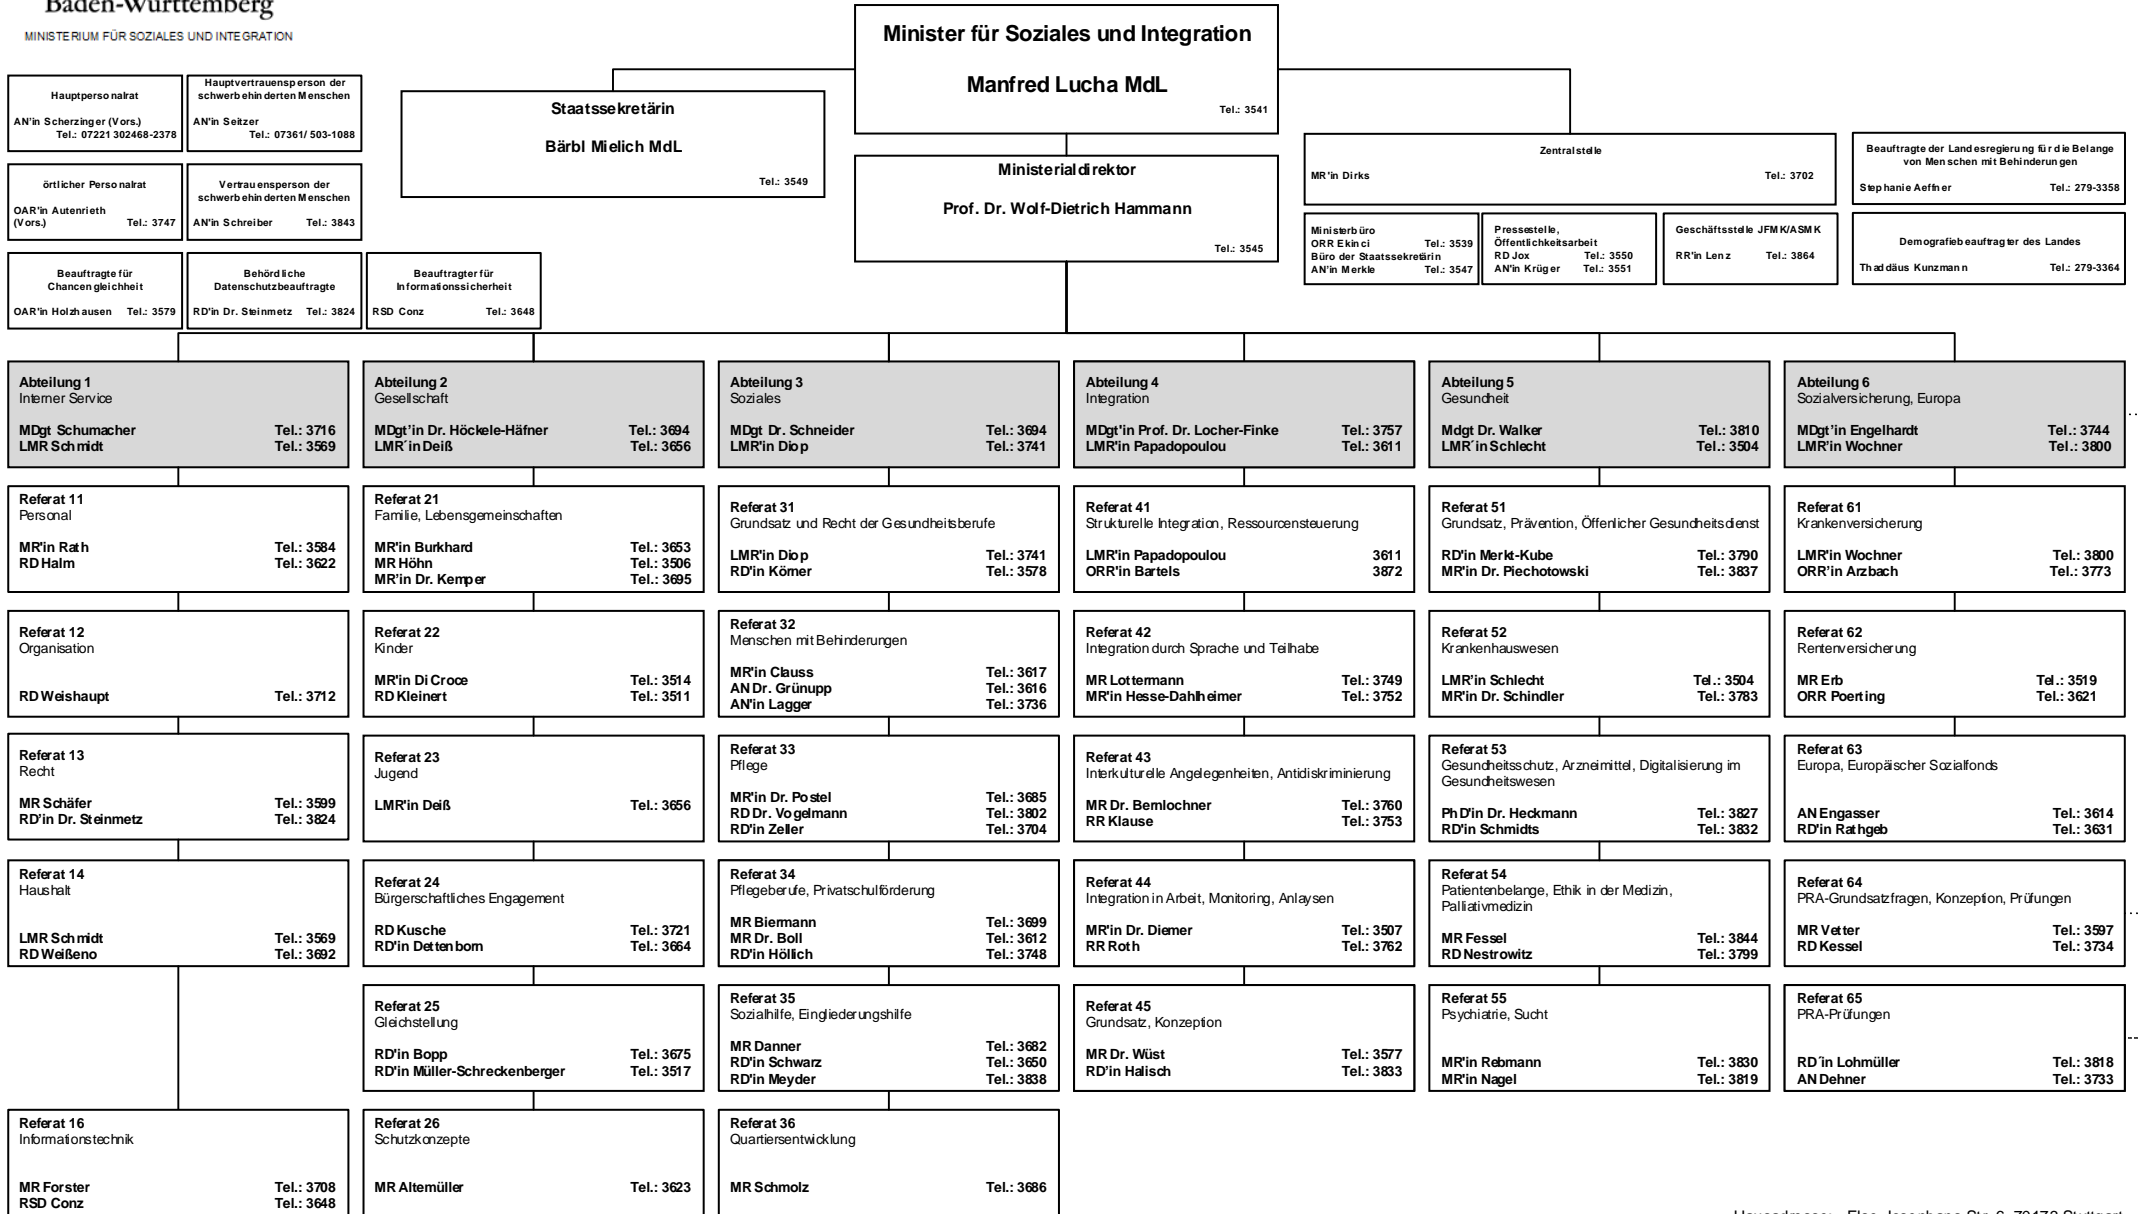 Baden-Württemberg
MINISTERIUM FÜR SOZIALES UND INTEGRATION
Minister für Soziales und Integration
Manfred Lucha MdL
Tel.: 3541
Staatssekretärin
Bärbl Mielich MdL
Tel.: 3549
Ministerialdirektor
Prof. Dr. Wolf-Dietrich Hammann
Tel.: 3545
Hauptpersonalrat
AN'in Scherzinger (Vors.)
Tel.: 07221 302468-2378
Hauptvertrauensperson der
schwerbehinderten Menschen
AN'in Seitzer
Tel.: 07361/ 503-1088
örtlicher Personalrat
OAR'in Autenrieth
(Vors.) Tel.: 3747
Vertrauensperson der
schwerbehinderten Menschen
AN'in Schreiber Tel.: 3843
Beauftragte für
Chancengleichheit
OAR'in Holzhausen Tel.: 3579
Behördliche
Datenschutzbeauftragte
RD'in Dr. Steinmetz Tel.: 3824
Beauftragter für
Informationssicherheit
RSD Conz Tel.: 3648
Zentralstelle
MR'in Dirks Tel.: 3702
Ministerbüro
ORR Ekinci Tel.: 3539
Büro der Staatssekretärin
AN'in Merkle Tel.: 3547
Pressestelle,
Öffentlichkeitsarbeit
RD Jox Tel.: 3550
AN'in Krüger Tel.: 3551
Geschäftsstelle JFMK/ASMK
RR'in Lenz Tel.: 3864
Beauftragte der Landesregierung für die Belange
von Menschen mit Behinderungen
Stephanie Aeffner Tel.: 279-3358
Demografiebeauftragter des Landes
Thaddäus Kunzmann Tel.: 279-3364
Abteilung 1
Interner Service
MDgt Schumacher Tel.: 3716
LMR Schmidt Tel.: 3569
Referat 11
Personal
MR'in Rath Tel.: 3584
RD Halm Tel.: 3622
Referat 12
Organisation
RD Weishaupt Tel.: 3712
Referat 13
Recht
MR Schäfer Tel.: 3599
RD'in Dr. Steinmetz Tel.: 3824
Referat 14
Haushalt
LMR Schmidt Tel.: 3569
RD Weißeno Tel.: 3692
Referat 16
Informationstechnik
MR Forster Tel.: 3708
RSD Conz Tel.: 3648
Abteilung 2
Gesellschaft
MDgt'in Dr. Höckele-Häfner Tel.: 3694
LMR´in Deiß Tel.: 3656
Referat 21
Familie, Lebensgemeinschaften
MR'in Burkhard Tel.: 3653
MR Höhn Tel.: 3506
MR'in Dr. Kemper Tel.: 3695
Referat 22
Kinder
MR'in Di Croce Tel.: 3514
RD Kleinert Tel.: 3511
Referat 23
Jugend
LMR'in Deiß Tel.: 3656
Referat 24
Bürgerschaftliches Engagement
RD Kusche Tel.: 3721
RD'in Dettenborn Tel.: 3664
Referat 25
Gleichstellung
RD'in Bopp Tel.: 3675
RD'in Müller-Schreckenberger Tel.: 3517
Referat 26
Schutzkonzepte
MR Altemüller Tel.: 3623
Abteilung 3
Soziales
MDgt Dr. Schneider Tel.: 3694
LMR'in Diop Tel.: 3741
Referat 31
Grundsatz und Recht der Gesundheitsberufe
LMR'in Diop Tel.: 3741
RD'in Körner Tel.: 3578
Referat 32
Menschen mit Behinderungen
MR'in Clauss Tel.: 3617
AN Dr. Grünupp Tel.: 3616
AN'in Lagger Tel.: 3736
Referat 33
Pflege
MR'in Dr. Postel Tel.: 3685
RD Dr. Vogelmann Tel.: 3802
RD'in Zeller Tel.: 3704
Referat 34
Pflegeberufe, Privatschulförderung
MR Biermann Tel.: 3699
MR Dr. Boll Tel.: 3612
RD'in Höllich Tel.: 3748
Referat 35
Sozialhilfe, Eingliederungshilfe
MR Danner Tel.: 3682
RD'in Schwarz Tel.: 3650
RD'in Meyder Tel.: 3838
Referat 36
Quartiersentwicklung
MR Schmolz Tel.: 3686
Abteilung 4
Integration
MDgt'in Prof. Dr. Locher-Finke Tel.: 3757
LMR'in Papadopoulou Tel.: 3611
Referat 41
Strukturelle Integration, Ressourcensteuerung
LMR'in Papadopoulou 3611
ORR'in Bartels 3872
Referat 42
Integration durch Sprache und Teilhabe
MR Lottermann Tel.: 3749
MR'in Hesse-Dahlheimer Tel.: 3752
Referat 43
Interkulturelle Angelegenheiten, Antidiskriminierung
MR Dr. Bernlochner Tel.: 3760
RR Klause Tel.: 3753
Referat 44
Integration in Arbeit, Monitoring, Anlaysen
MR'in Dr. Diemer Tel.: 3507
RR Roth Tel.: 3762
Referat 45
Grundsatz, Konzeption
MR Dr. Wüst Tel.: 3577
RD'in Halisch Tel.: 3833
Abteilung 5
Gesundheit
Mdgt Dr. Walker Tel.: 3810
LMR´in Schlecht Tel.: 3504
Referat 51
Grundsatz, Prävention, Öffentlicher Gesundheitsdienst
RD'in Merkt-Kube Tel.: 3790
MR'in Dr. Piechotowski Tel.: 3837
Referat 52
Krankenhauswesen
LMR'in Schlecht Tel.: 3504
MR'in Dr. Schindler Tel.: 3783
Referat 53
Gesundheitsschutz, Arzneimittel, Digitalisierung im
Gesundheitswesen
PhD'in Dr. Heckmann Tel.: 3827
RD'in Schmidts Tel.: 3832
Referat 54
Patientenbelange, Ethik in der Medizin,
Palliativmedizin
MR Fessel Tel.: 3844
RD Nestrowitz Tel.: 3799
Referat 55
Psychiatrie, Sucht
MR'in Rebmann Tel.: 3830
MR'in Nagel Tel.: 3819
Abteilung 6
Sozialversicherung, Europa
MDgt'in Engelhardt Tel.: 3744
LMR'in Wochner Tel.: 3800
Referat 61
Krankenversicherung
LMR'in Wochner Tel.: 3800
ORR'in Arzbach Tel.: 3773
Referat 62
Rentenversicherung
MR Erb Tel.: 3519
ORR Poerting Tel.: 3621
Referat 63
Europa, Europäischer Sozialfonds
AN Engasser Tel.: 3614
RD'in Rathgeb Tel.: 3631
Referat 64
PRA-Grundsatzfragen, Konzeption, Prüfungen
MR Vetter Tel.: 3597
RD Kessel Tel.: 3734
Referat 65
PRA-Prüfungen
RD´in Lohmüller Tel.: 3818
AN Dehner Tel.: 3733